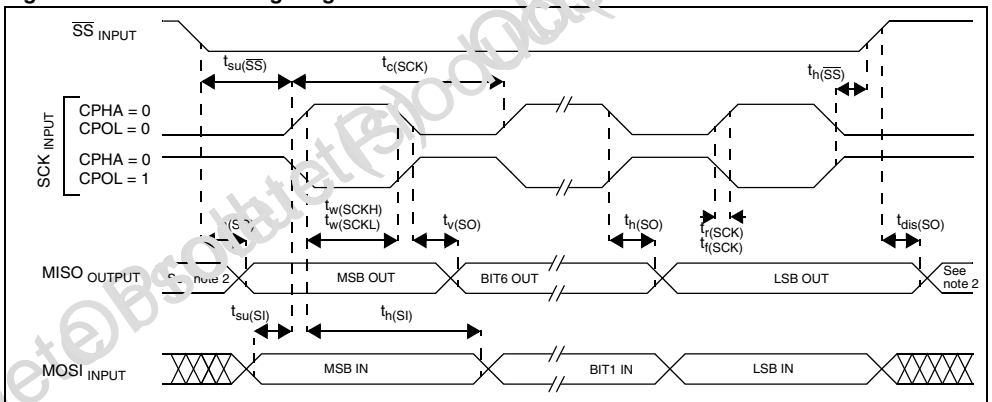 SS INPUT
tsu(SS)
tc(SCK)
th(SS)
SCK INPUT
CPHA = 0
CPOL = 0
CPHA = 0
CPOL = 1
tw(SCKH)
tw(SCKL)
tv(SO)
th(SO)
tr(SCK)
tf(SCK)
tdis(SO)
MISO OUTPUT
note 2
MSB OUT
BIT6 OUT
LSB OUT
See
note 2
tsu(SI)
th(SI)
MOSI INPUT
MSB IN
BIT1 IN
LSB IN